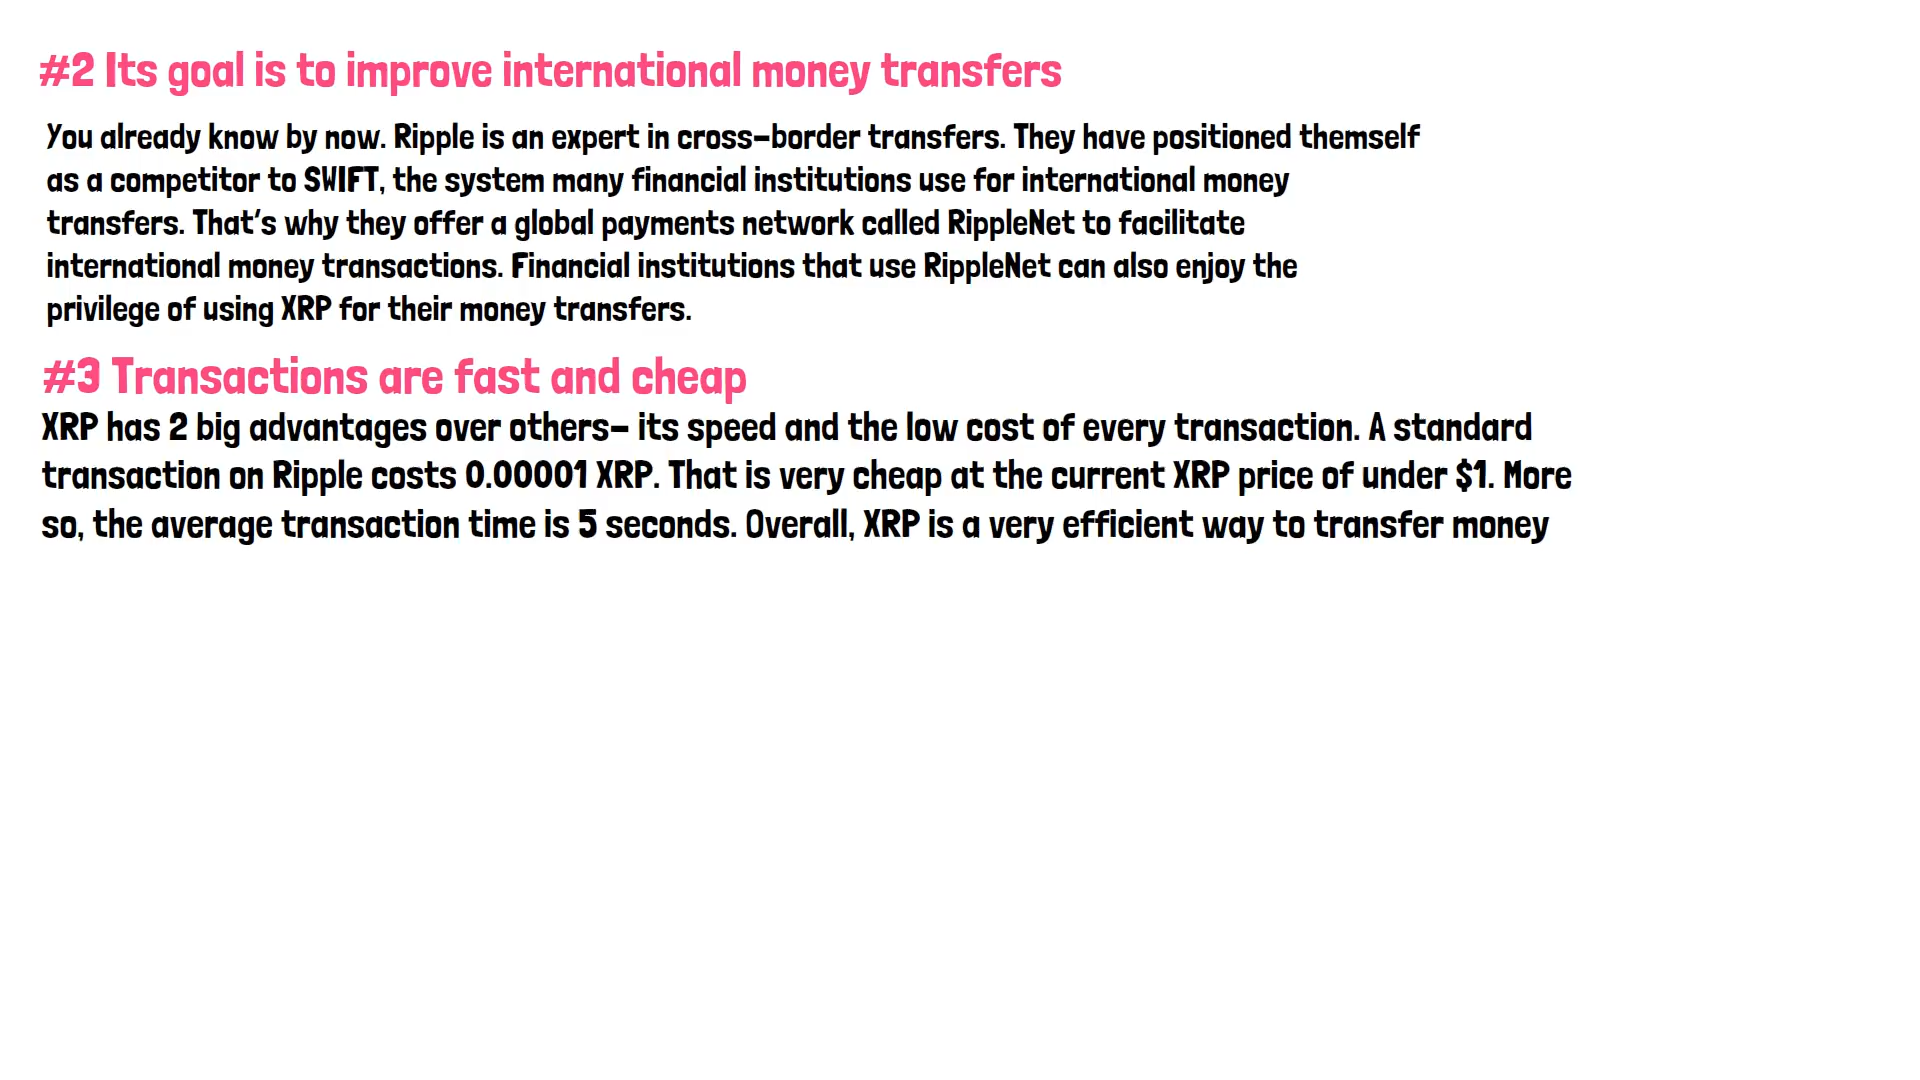 #2 Its goal is to improve international money transfers
You already know by now. Ripple is an expert in cross-border transfers. They have positioned themself
as a competitor to SWIFT, the system many financial institutions use for international money
transfers. That's why they offer a global payments network called RippleNet to facilitate
international money transactions. Financial institutions that use RippleNet can also enjoy the
privilege of using XRP for their money transfers.
#3 Transactions are fast and cheap
XRP has 2 big advantages over others- its speed and the low cost of every transaction. A standard
transaction on Ripple costs 0.00001 XRP. That is very cheap at the current XRP price of under $1. More
so, the average transaction time is 5 seconds. Overall, XRP is a very efficient way to transfer money